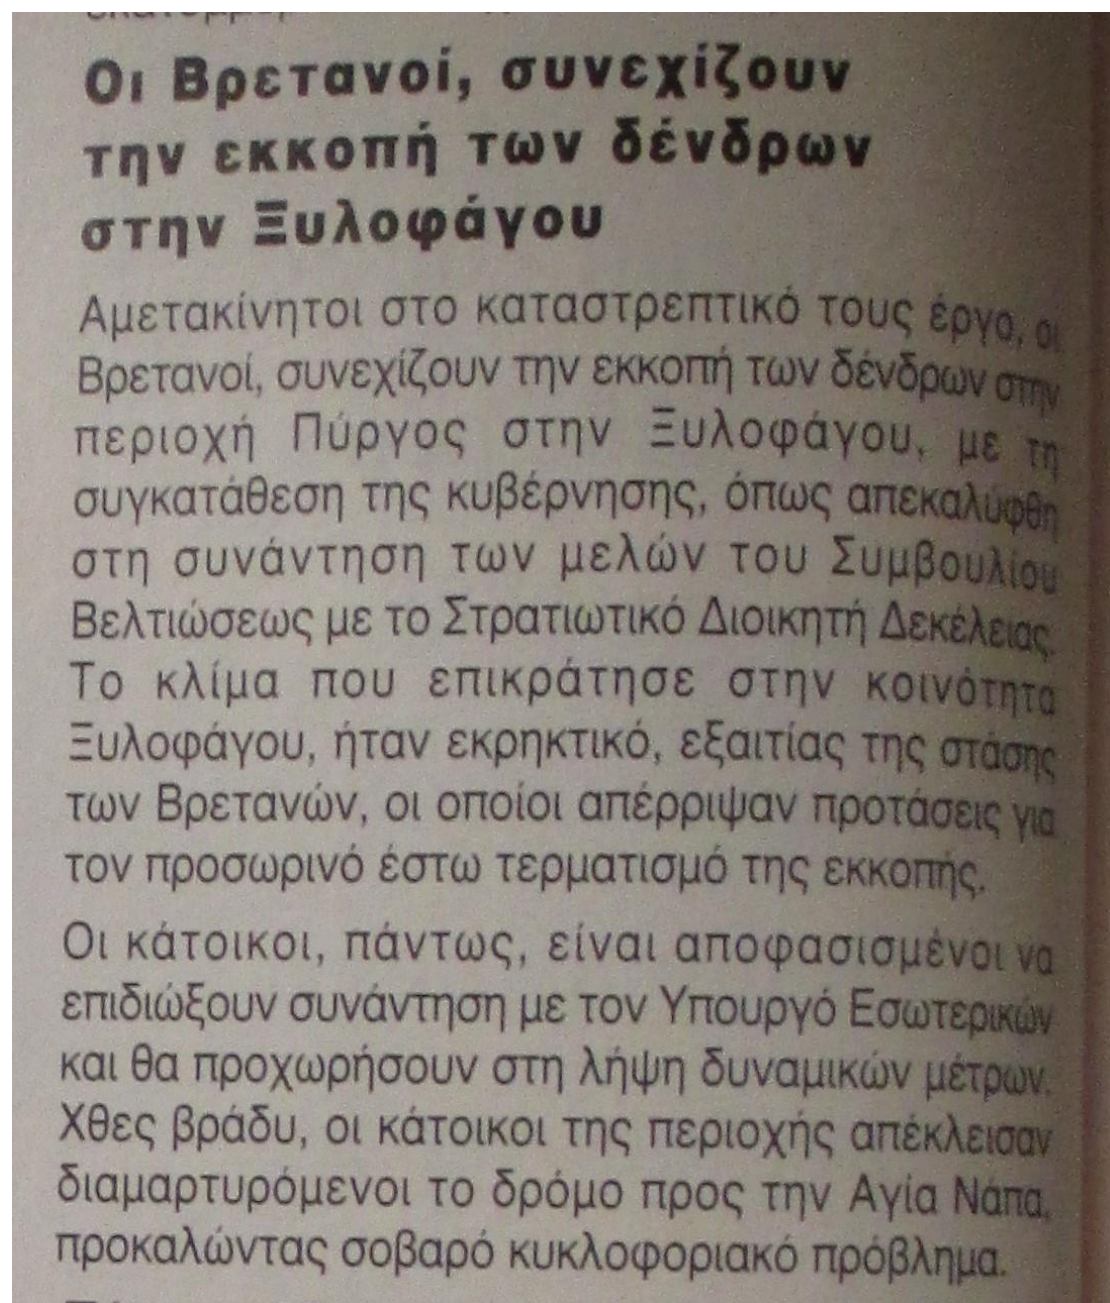 Οι Βρετανοί, συνεχίζουν
την εκκοπή των δένδρων
στην Ξυλοφάγου
Αμετακίνητοι στο καταστρεπτικό τους έργο, οι
Βρετανοί, συνεχίζουν την εκκοπή των δένδρων στην
περιοχή Πύργος στην Ξυλοφάγου, με τη
συγκατάθεση της κυβέρνησης, όπως απεκαλύφθη
στη συνάντηση των μελών του Συμβουλίου
Βελτιώσεως με το Στρατιωτικό Διοικητή Δεκέλειας.
Το κλίμα που επικράτησε στην κοινότητα
Ξυλοφάγου, ήταν εκρηκτικό, εξαιτίας της στάσης
των Βρετανών, οι οποίοι απέρριψαν προτάσεις για
τον προσωρινό έστω τερματισμό της εκκοπής.
Οι κάτοικοι, πάντως, είναι αποφασισμένοι να
επιδιώξουν συνάντηση με τον Υπουργό Εσωτερικών
και θα προχωρήσουν στη λήψη δυναμικών μέτρων.
Χθες βράδυ, οι κάτοικοι της περιοχής απέκλεισαν
διαμαρτυρόμενοι το δρόμο προς την Αγία Νάπα,
προκαλώντας σοβαρό κυκλοφοριακό πρόβλημα.